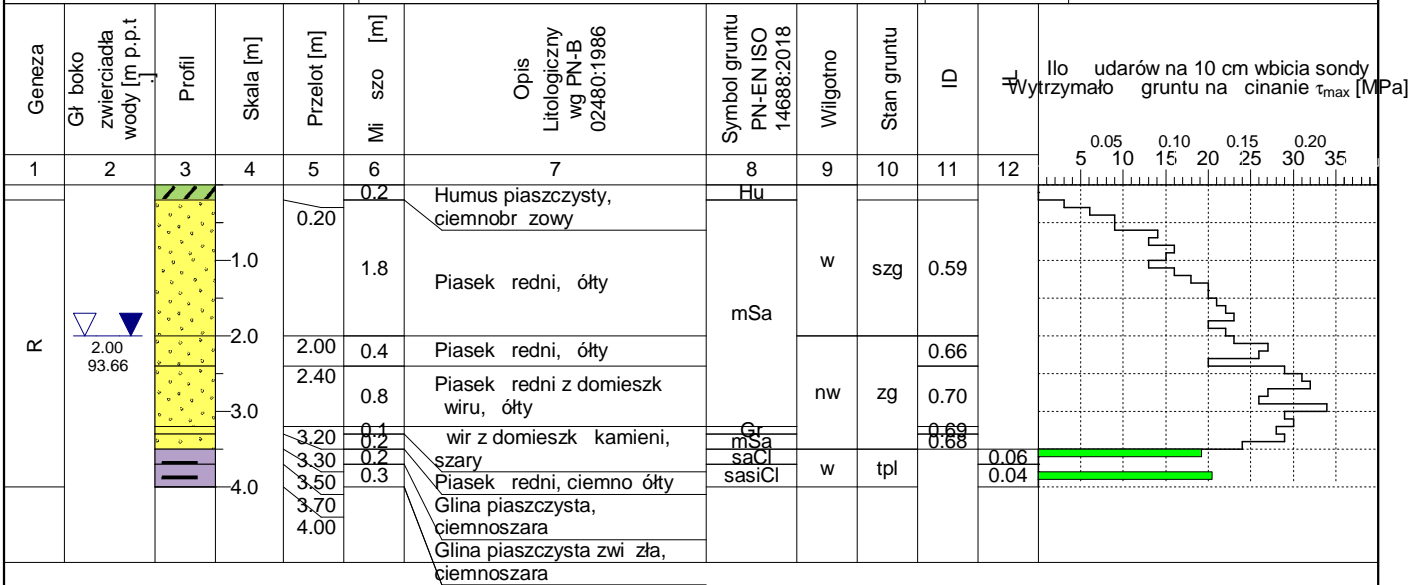 Geneza
Gł boko
zwierciadła
wody [m p.p.t
.]
Profil
Skala [m]
Przelot [m]
Mi szo [m]
Opis
Litologiczny
wg PN-B
02480:1986
Symbol gruntu
PN-EN ISO
14688:2018
Wilgotno
Stan gruntu
ID
IL
Ilo udarów na 10 cm wbicia sondy
Wytrzymało gruntu na cinanie τmax [MPa]
0.05 0.10 0.15 0.20
5 10 15 20 25 30 35
1 2 3 4 5 6 7 8 9 10 11 12
R
2.00
93.66
1.0
2.0
3.0
4.0
0.20
2.00
2.40
3.20
3.30
3.50
3.70
4.00
0.2
1.8
0.4
0.8
0.1
0.2
0.2
0.3
Humus piaszczysty,
ciemnobr zowy
Piasek redni, ółty
Piasek redni, ółty
Piasek redni z domieszk
wiru, ółty
wir z domieszk kamieni,
szary
Piasek redni, ciemno ółty
Glina piaszczysta,
ciemnoszara
Glina piaszczysta zwi zła,
ciemnoszara
Hu
mSa
Gr
mSa
saCl
sasiCl
w
nw
w
szg
zg
tpl
0.59
0.66
0.70
0.69
0.68
0.06
0.04